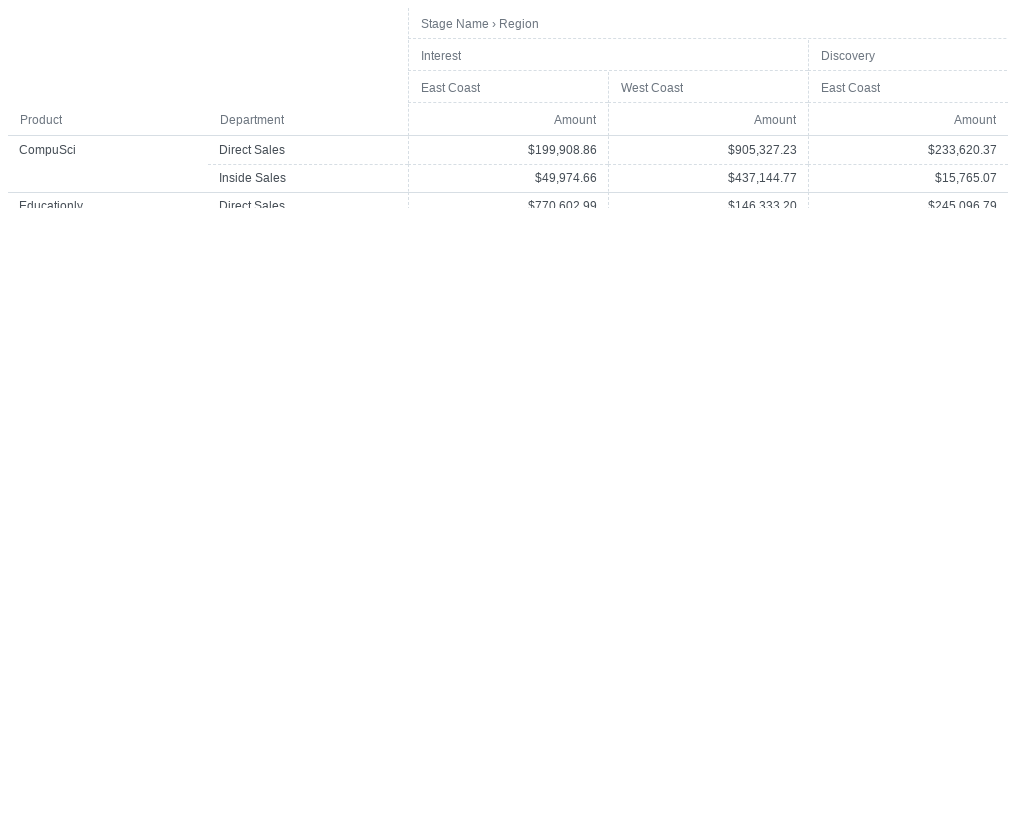 Stage Name › Region
Interest Discovery
East Coast West Coast East Coast
Product Department Amount Amount Amount
CompuSci Direct Sales $199,908.86 $905,327.23 $233,620.37
Inside Sales $49,974.66 $437,144.77 $15,765.07
Educationly Direct Sales $770,602.99 $146,333.20 $245,096.79